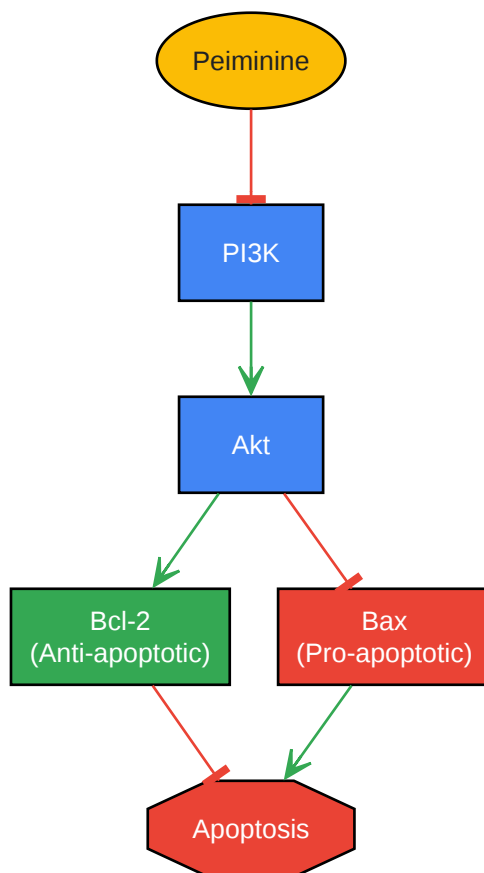 Peiminine
PI3K
Akt
Bcl-2
(Anti-apoptotic)
Bax
(Pro-apoptotic)
Apoptosis